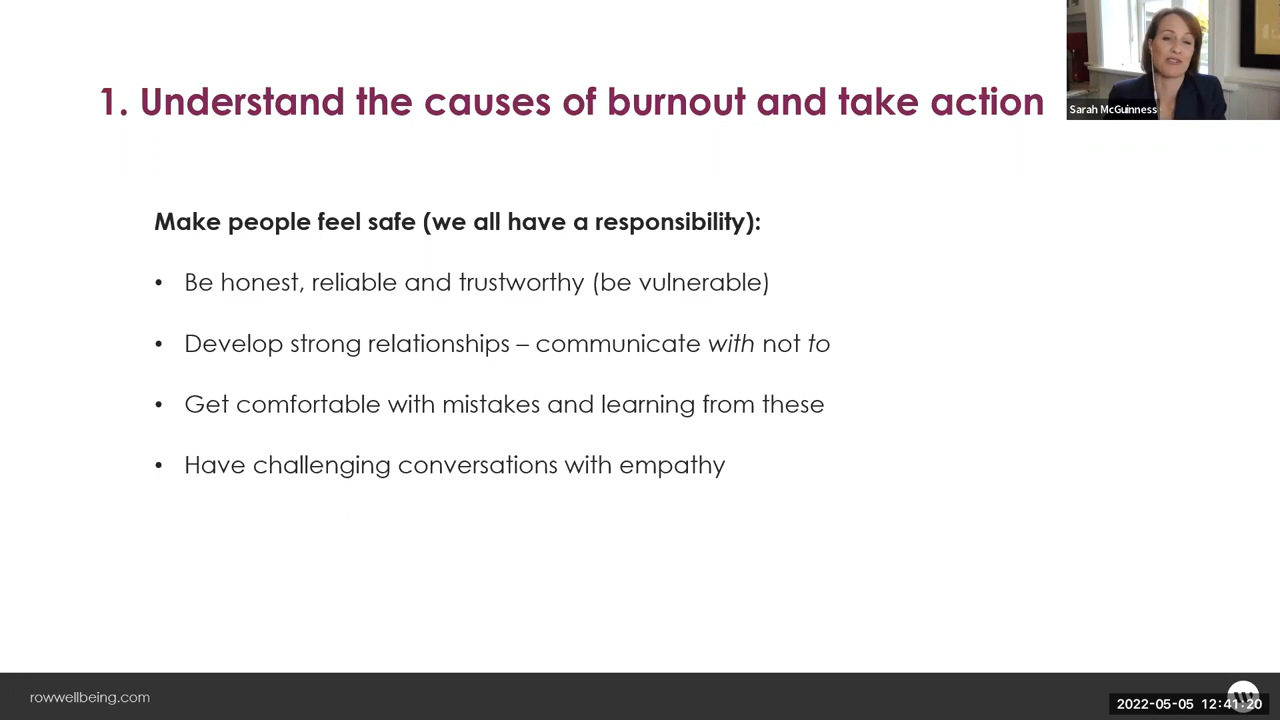 1. Understand the causes of burnout and take action
Sarah McGuinness
Make people feel safe (we all have a responsibility):
• Be honest, reliable and trustworthy (be vulnerable)
• Develop strong relationships – communicate with not to
• Get comfortable with mistakes and learning from these
• Have challenging conversations with empathy
rowwellbeing.com
2022-05-05 12:41:20